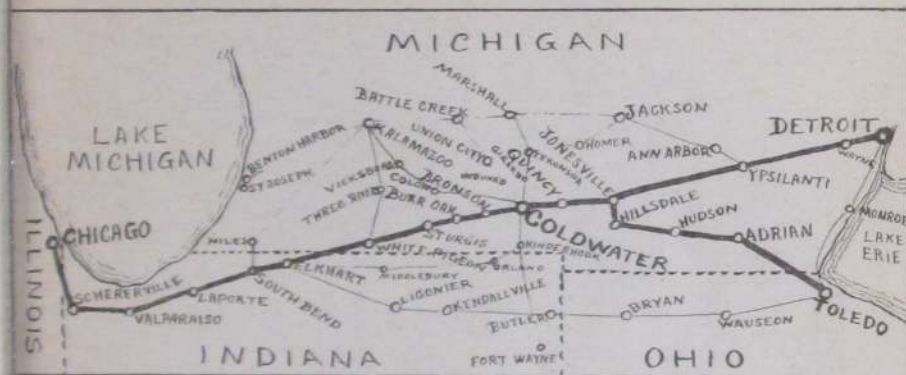 MICHIGAN
LAKE
MICHIGAN
MARSHALL
BATTLE CREEK
JACKSON
DETROIT
BENTON HARBOR
ST. JOSEPH
KALAMAZOO
UNION CITY
GIRARD
TEKONSHA
HOMER
JONESVILLE
ANN ARBOR
WAYNE
YPSILANTI
VICKSBURG
COLON
QUINCY
THREE RIVERS
BURR OAK
BRONSON
COLDWATER
HILLSDALE
HUDSON
ADRIAN
MONROE
LAKE
ERIE
ILLINOIS
CHICAGO
NILES
WHITE PIGEON
STURGIS
KINDERHOOK
ORLAND
ELKHART
MIDDLEBURY
SCHERERVILLE
VALPARAISO
LAPORTE
SOUTH BEND
LIGONIER
KENDALLVILLE
BUTLER
BRYAN
WAUSEON
TOLEDO
INDIANA
FORT WAYNE
OHIO